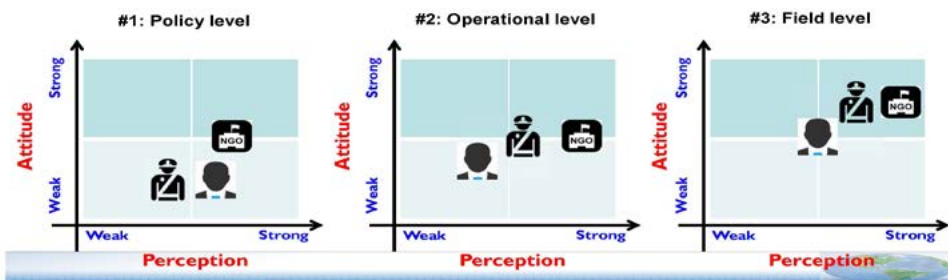 #1: Policy level
Strong
Attitude
Weak
NGO
Weak
Strong
Perception
#2: Operational level
Strong
Attitude
Weak
NGO
Weak
Strong
Perception
#3: Field level
Strong
Attitude
Weak
NGO
Weak
Strong
Perception